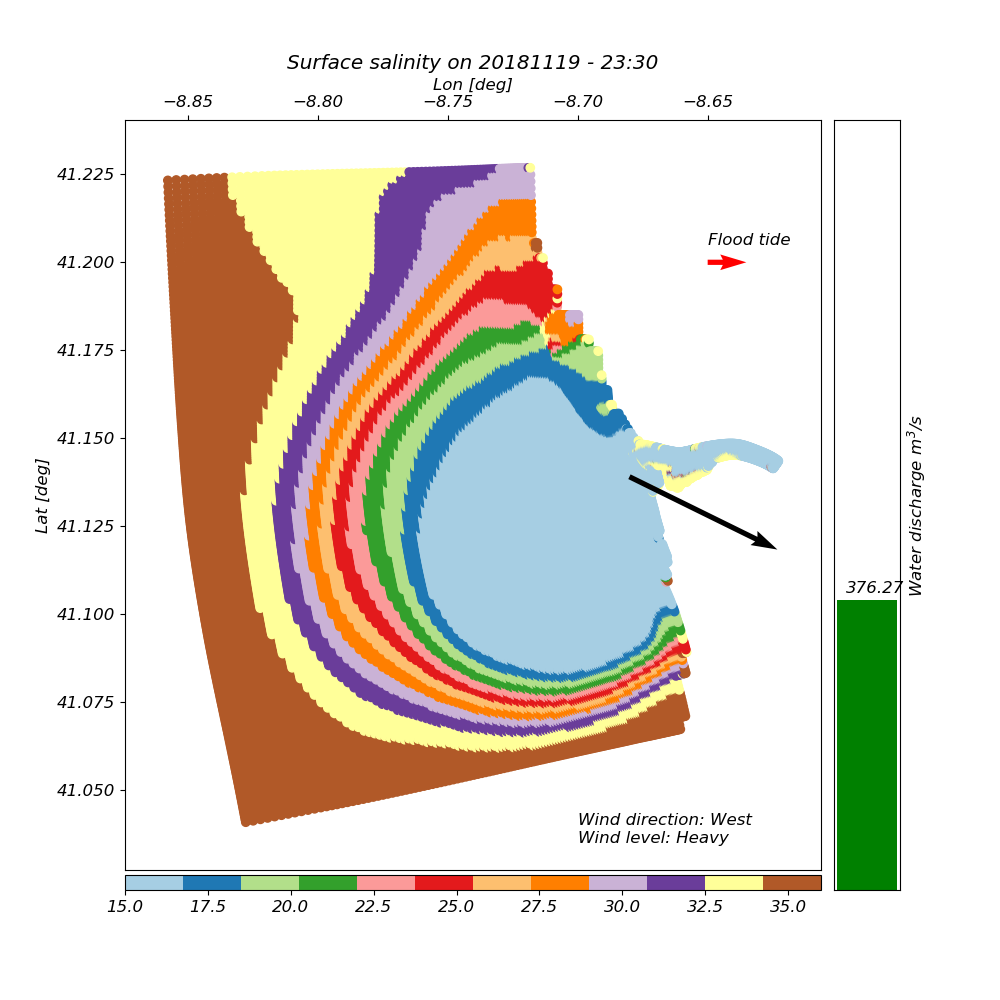 Surface salinity on 20181119 - 23:30
Lon [deg]
−8.85 −8.80 −8.75 −8.70 −8.65
41.225
41.200
41.175
41.150
41.125
41.100
41.075
41.050
Lat [deg]
Flood tide
Wind direction: West
Wind level: Heavy
376.27
Water discharge m³/s
15.0 17.5 20.0 22.5 25.0 27.5 30.0 32.5 35.0